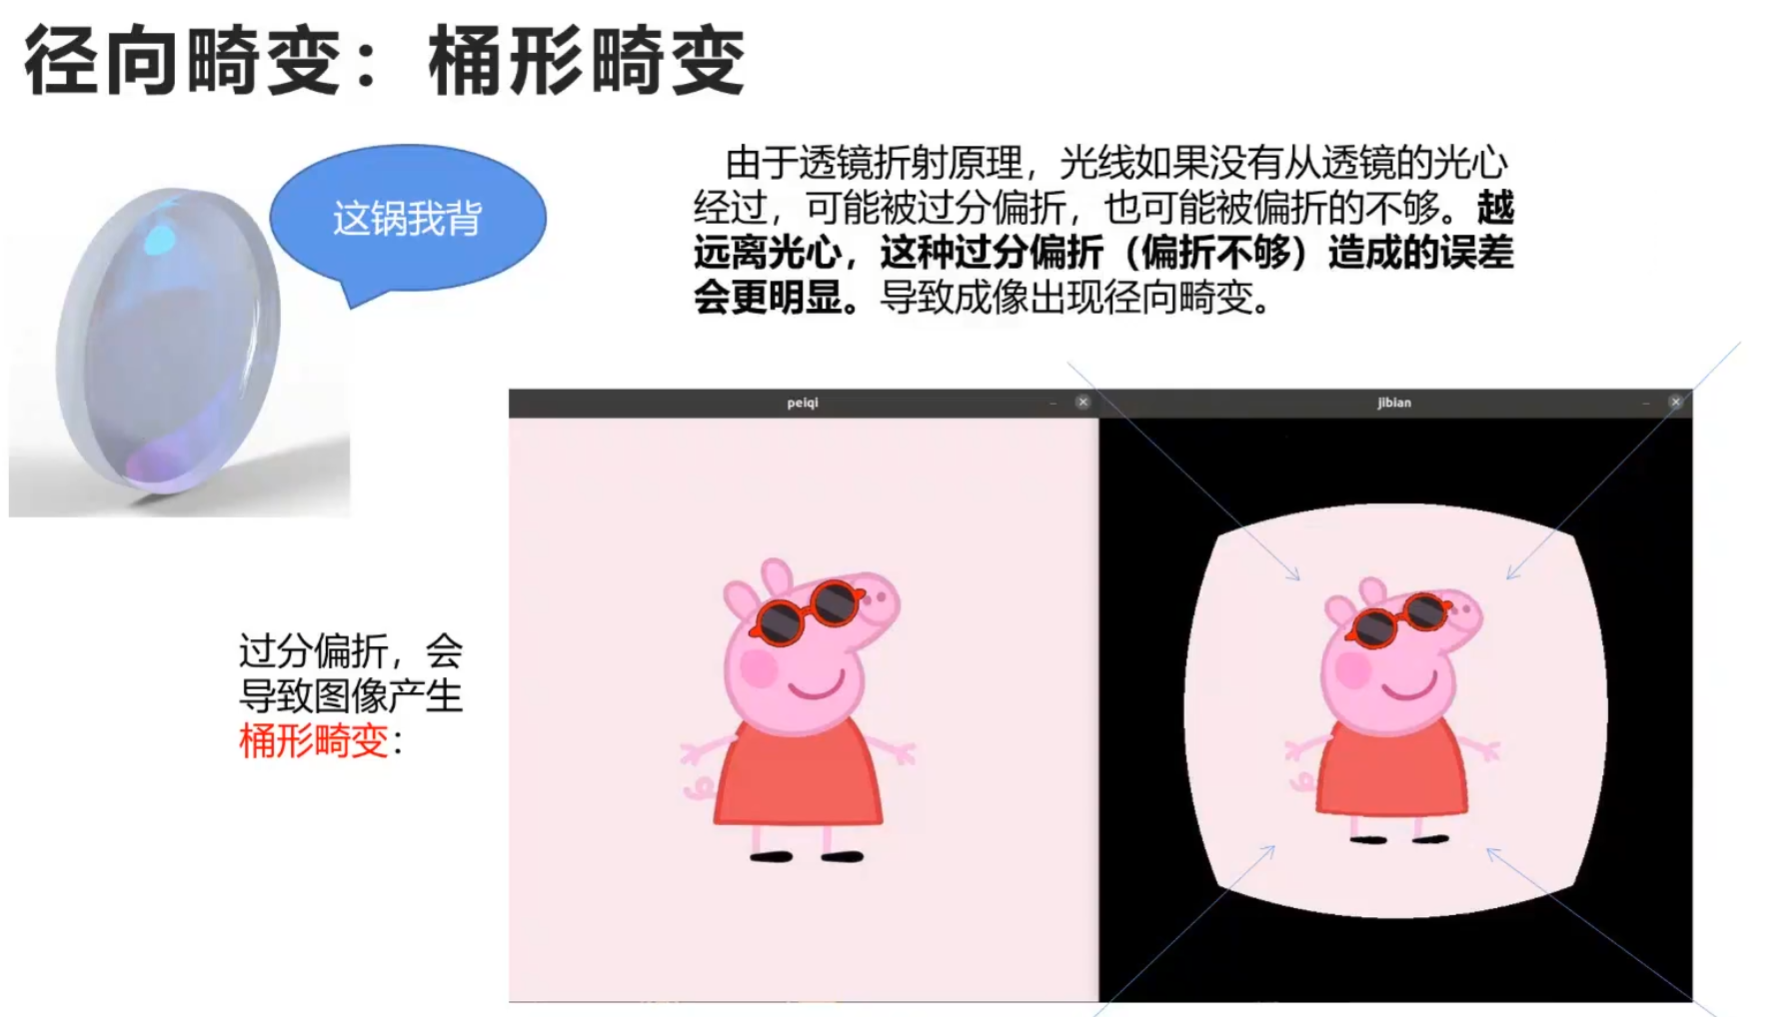 径向畸变：桶形畸变
这锅我背
由于透镜折射原理，光线如果没有从透镜的光心
经过，可能被过分偏折，也可能被偏折的不够。越
远离光心，这种过分偏折（偏折不够）造成的误差
会更明显。导致成像出现径向畸变。
peiqi
jibian
过分偏折，会
导致图像产生
桶形畸变：